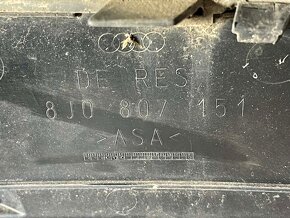 DE RES.
8J0 807 151
>ASA<